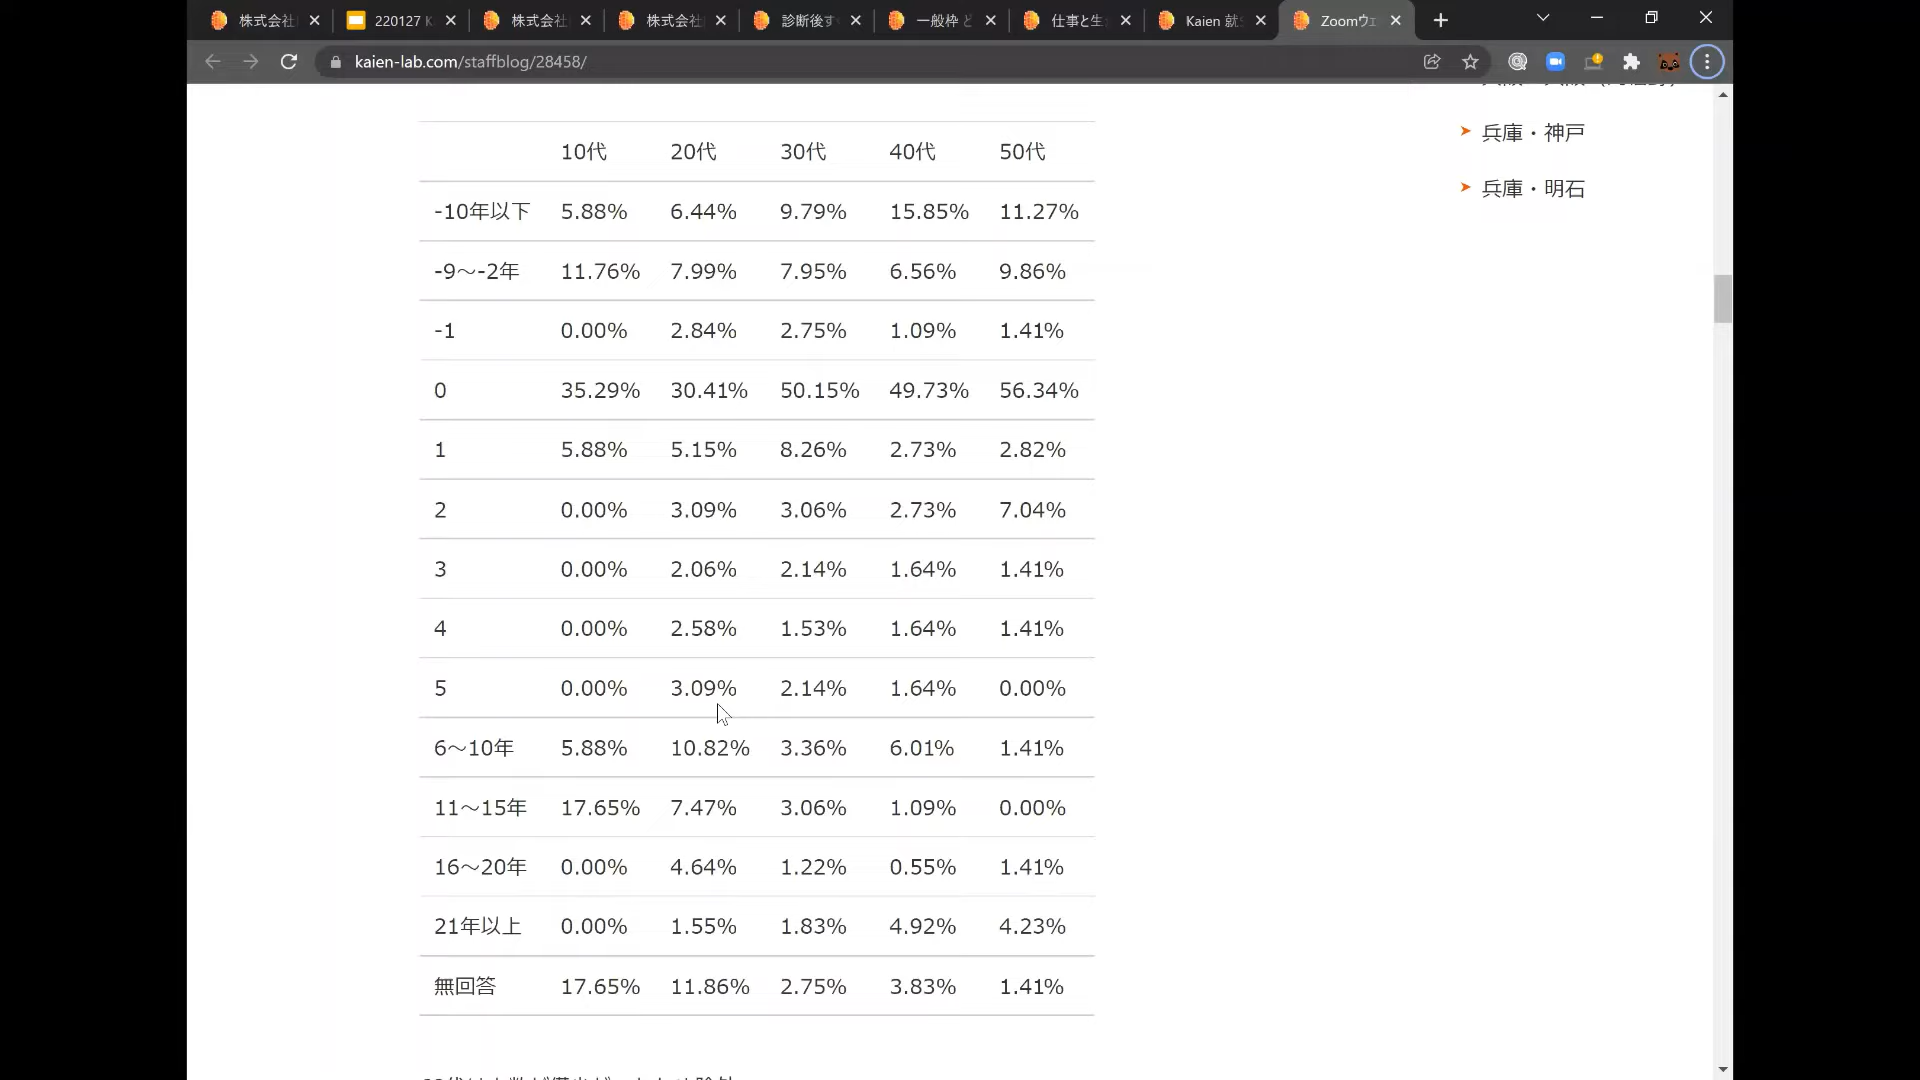 株式会社
220127 K
株式会社
株式会社
診断後す
一般枠 ど
仕事と生
Kaien 就
Zoomウェ
kaien-lab.com/staffblog/28458/
兵庫・神戸
兵庫・明石
10代 20代 30代 40代 50代
-10年以下 5.88% 6.44% 9.79% 15.85% 11.27%
-9～-2年 11.76% 7.99% 7.95% 6.56% 9.86%
-1 0.00% 2.84% 2.75% 1.09% 1.41%
0 35.29% 30.41% 50.15% 49.73% 56.34%
1 5.88% 5.15% 8.26% 2.73% 2.82%
2 0.00% 3.09% 3.06% 2.73% 7.04%
3 0.00% 2.06% 2.14% 1.64% 1.41%
4 0.00% 2.58% 1.53% 1.64% 1.41%
5 0.00% 3.09% 2.14% 1.64% 0.00%
6～10年 5.88% 10.82% 3.36% 6.01% 1.41%
11～15年 17.65% 7.47% 3.06% 1.09% 0.00%
16～20年 0.00% 4.64% 1.22% 0.55% 1.41%
21年以上 0.00% 1.55% 1.83% 4.92% 4.23%
無回答 17.65% 11.86% 2.75% 3.83% 1.41%